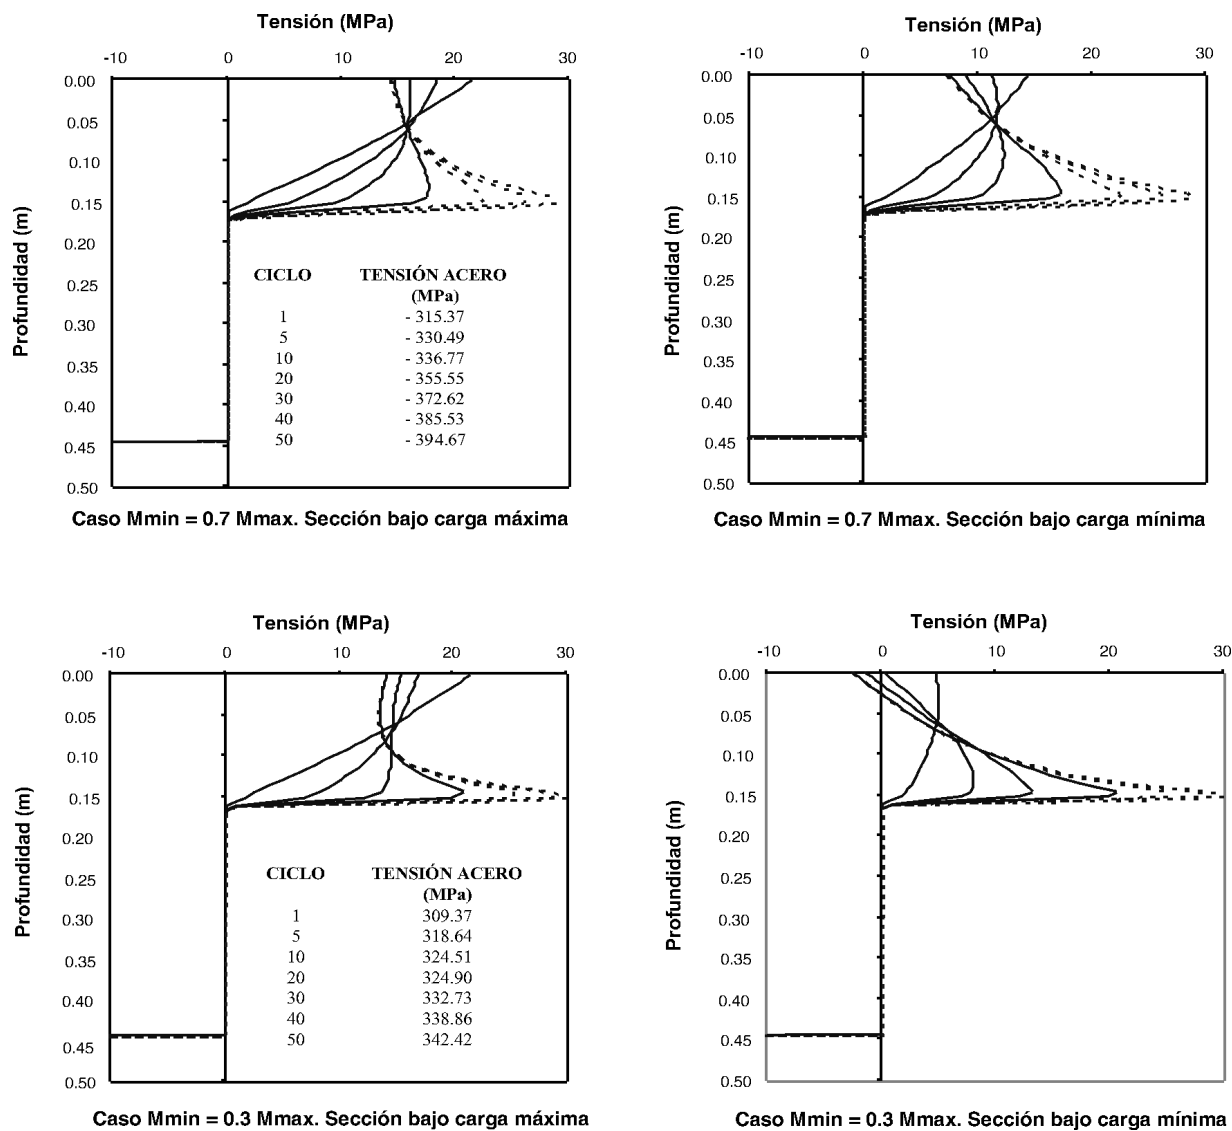 Tensión (MPa)
-10 0 10 20 30
0.00
0.05
0.10
0.15
0.20
0.25
0.30
0.35
0.40
0.45
0.50
Profundidad (m)
CICLO TENSIÓN ACERO
(MPa)
1 - 315.37
5 - 330.49
10 - 336.77
20 - 355.55
30 - 372.62
40 - 385.53
50 - 394.67
Caso Mmin = 0.7 Mmax. Sección bajo carga máxima
Tensión (MPa)
-10 0 10 20 30
0.00
0.05
0.10
0.15
0.20
0.25
0.30
0.35
0.40
0.45
0.50
Profundidad (m)
Caso Mmin = 0.7 Mmax. Sección bajo carga mínima
Tensión (MPa)
-10 0 10 20 30
0.00
0.05
0.10
0.15
0.20
0.25
0.30
0.35
0.40
0.45
0.50
Profundidad (m)
CICLO TENSIÓN ACERO
(MPa)
1 309.37
5 318.64
10 324.51
20 324.90
30 332.73
40 338.86
50 342.42
Caso Mmin = 0.3 Mmax. Sección bajo carga máxima
Tensión (MPa)
-10 0 10 20 30
0.00
0.05
0.10
0.15
0.20
0.25
0.30
0.35
0.40
0.45
0.50
Profundidad (m)
Caso Mmin = 0.3 Mmax. Sección bajo carga mínima